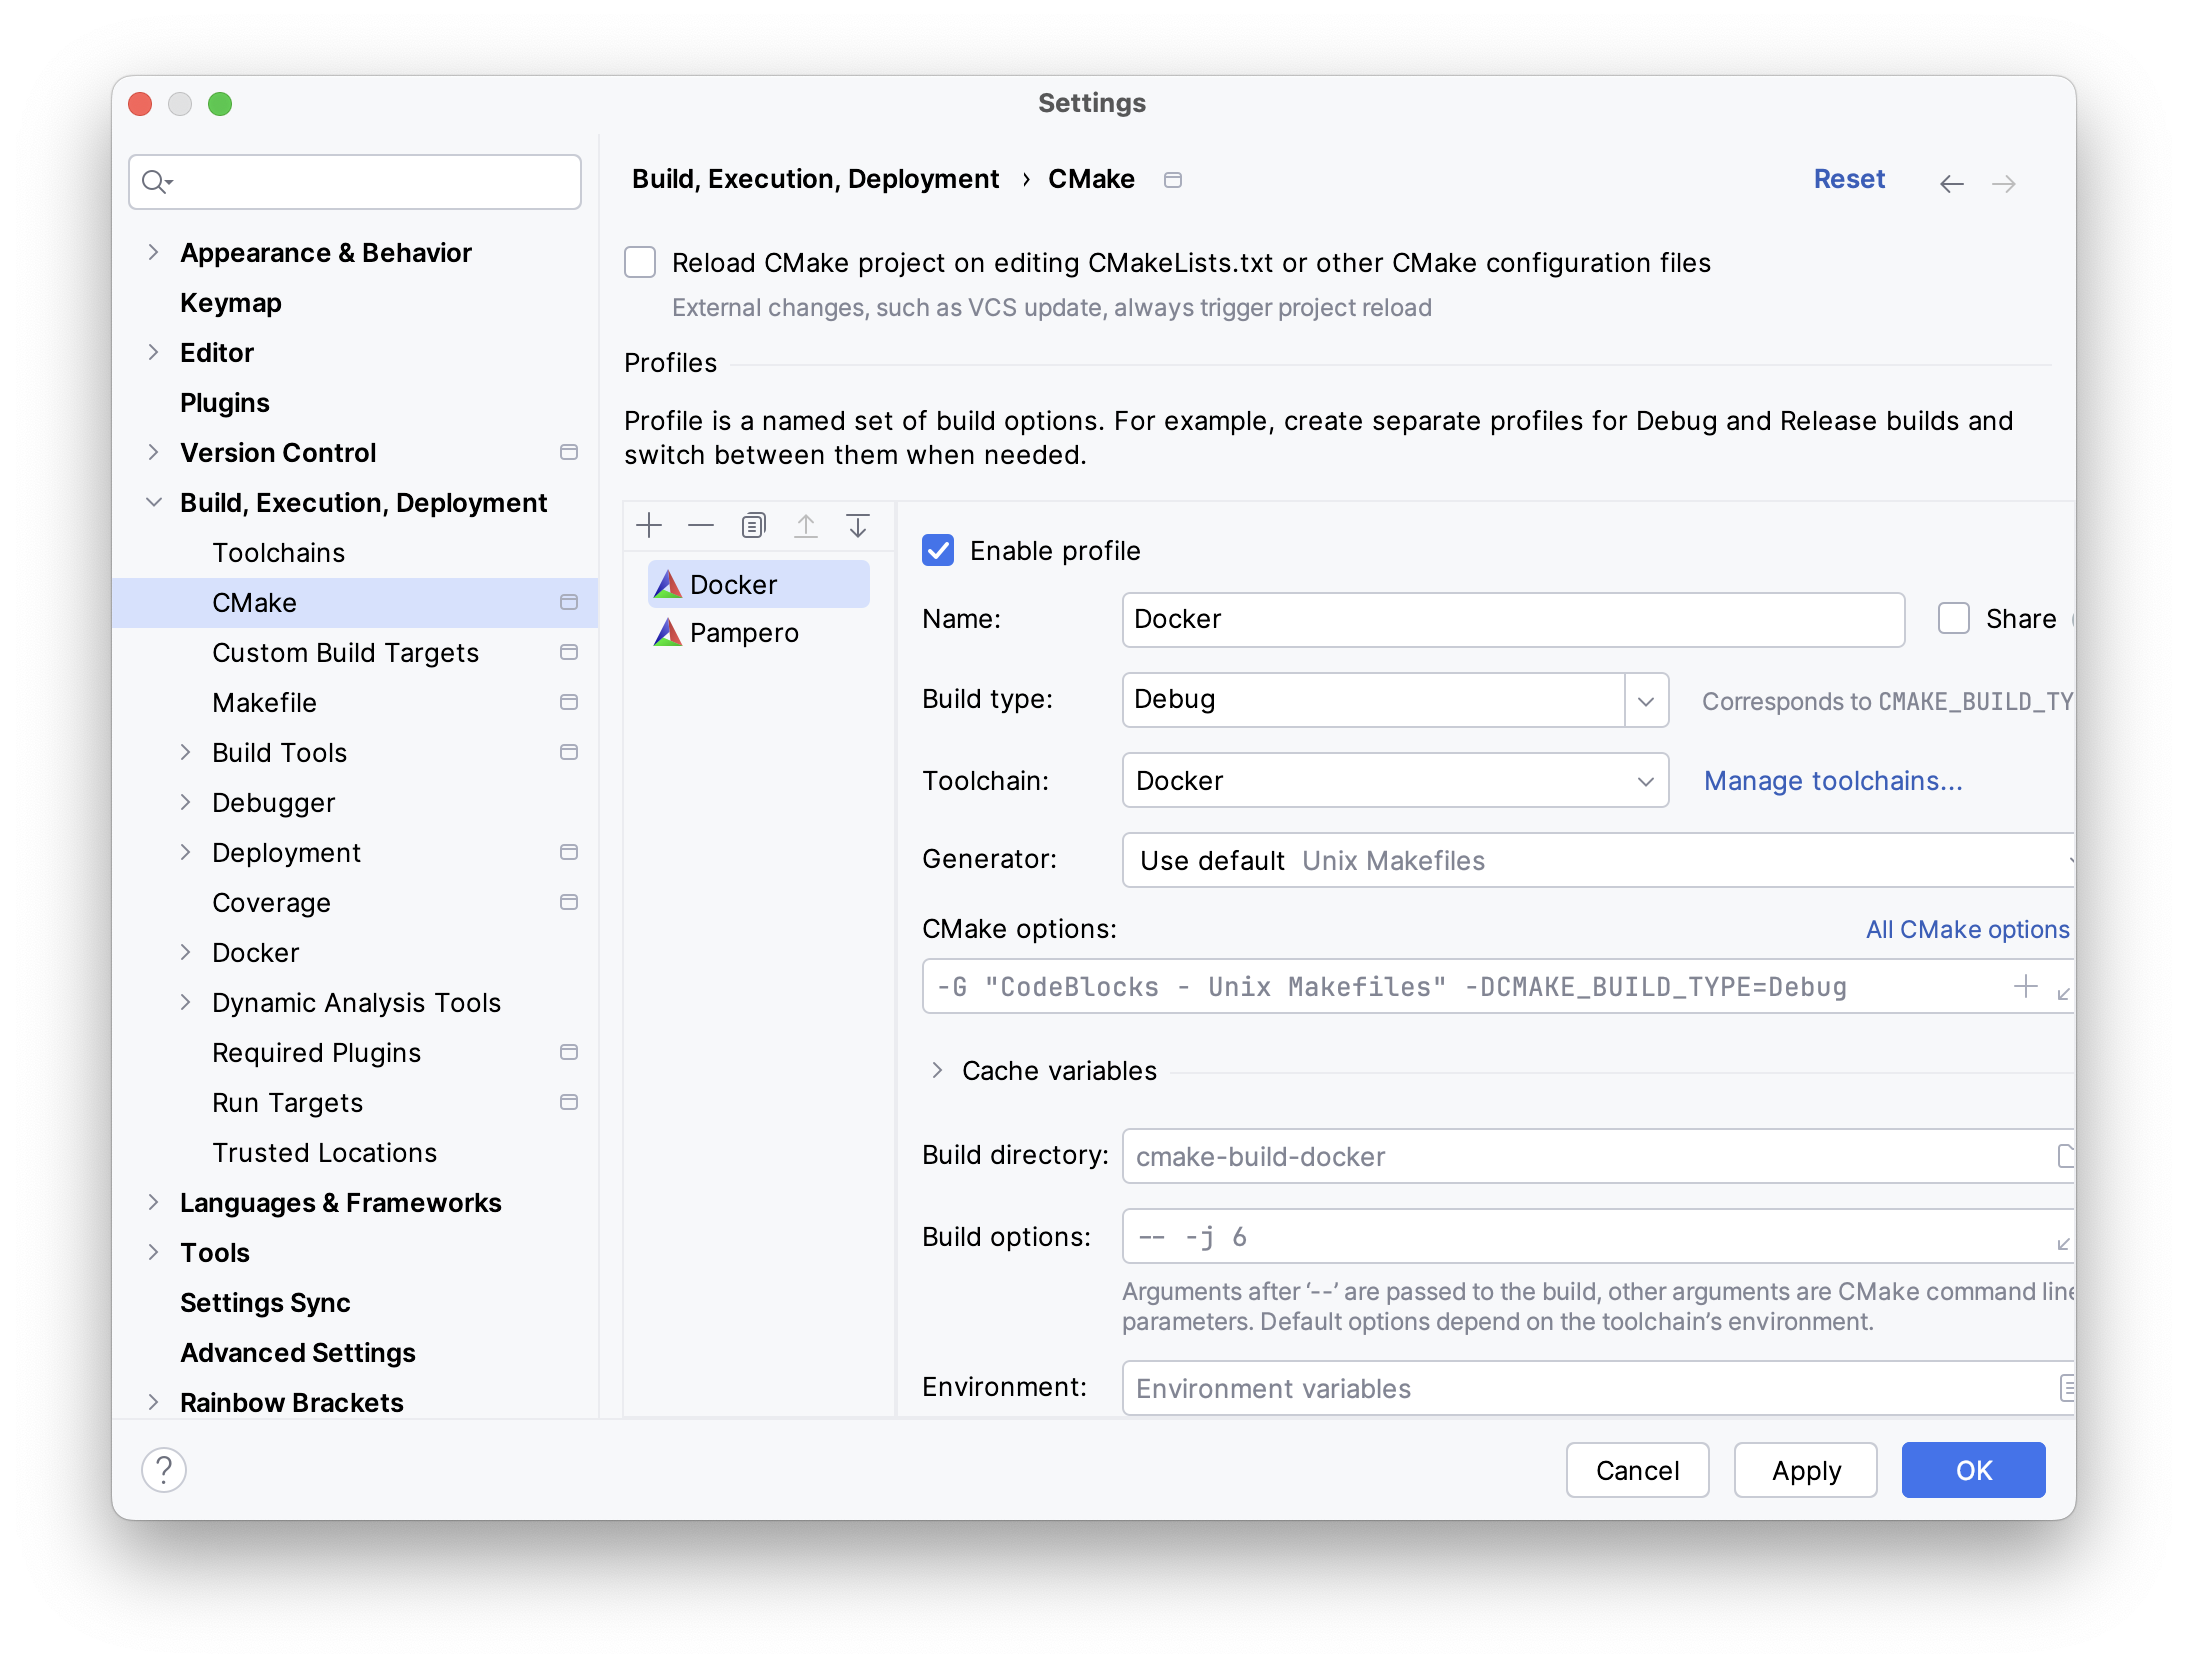 Settings
Build, Execution, Deployment › CMake
Reset
Appearance & Behavior
Keymap
Editor
Plugins
Version Control
Build, Execution, Deployment
Toolchains
CMake
Custom Build Targets
Makefile
Build Tools
Debugger
Deployment
Coverage
Docker
Dynamic Analysis Tools
Required Plugins
Run Targets
Trusted Locations
Languages & Frameworks
Tools
Settings Sync
Advanced Settings
Rainbow Brackets
Reload CMake project on editing CMakeLists.txt or other CMake configuration files
External changes, such as VCS update, always trigger project reload
Profiles
Profile is a named set of build options. For example, create separate profiles for Debug and Release builds and
switch between them when needed.
Docker
Pampero
Enable profile
Name: Docker Share
Build type: Debug Corresponds to CMAKE_BUILD_TY
Toolchain: Docker Manage toolchains...
Generator: Use default Unix Makefiles
CMake options: All CMake options
-G "CodeBlocks - Unix Makefiles" -DCMAKE_BUILD_TYPE=Debug
Cache variables
Build directory: cmake-build-docker
Build options: -- -j 6
Arguments after ‘--’ are passed to the build, other arguments are CMake command line
parameters. Default options depend on the toolchain’s environment.
Environment: Environment variables
?
Cancel
Apply
OK